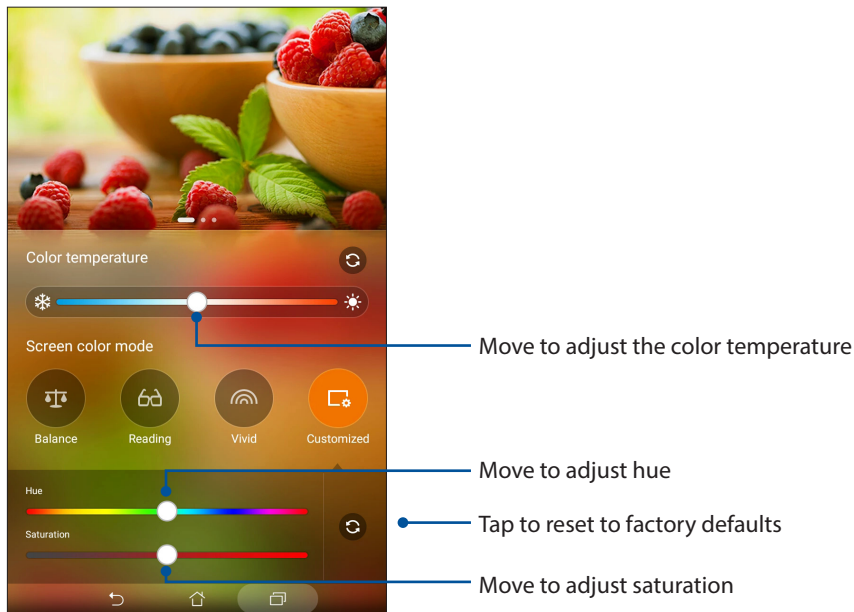 Color temperature
Move to adjust the color temperature
Screen color mode
Balance
Reading
Vivid
Customized
Move to adjust hue
Hue
Tap to reset to factory defaults
Saturation
Move to adjust saturation